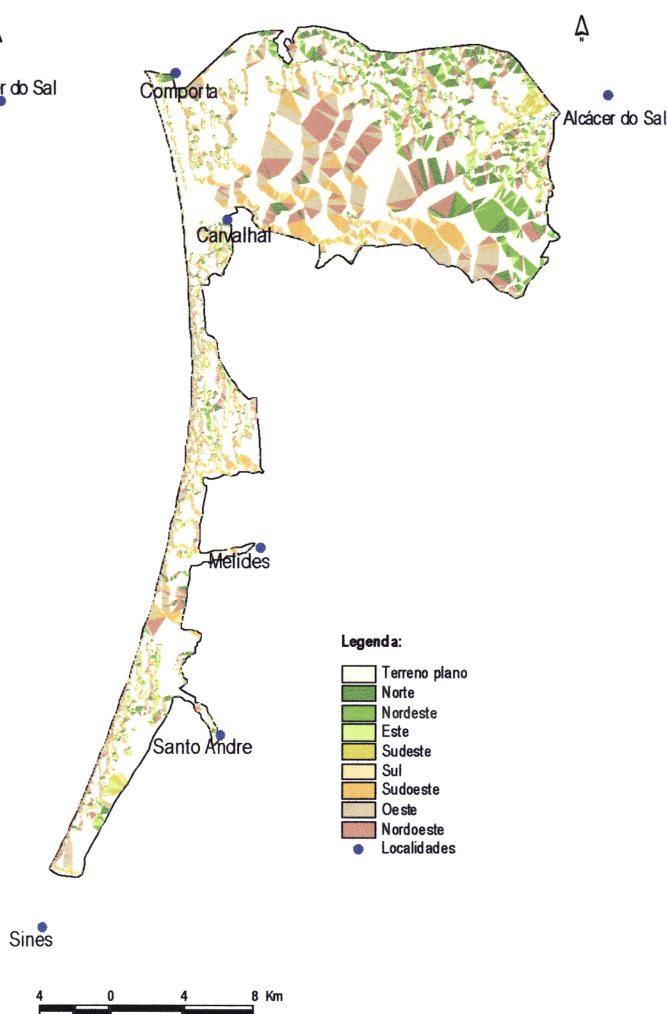 N
r do Sal
Comporta
Alcácer do Sal
Carvalhal
Melides
Santo Andre
Sines
Legenda:
Terreno plano
Norte
Nordeste
Este
Sudeste
Sul
Sudoeste
Oeste
Nordoeste
Localidades
4 0 4 8 Km